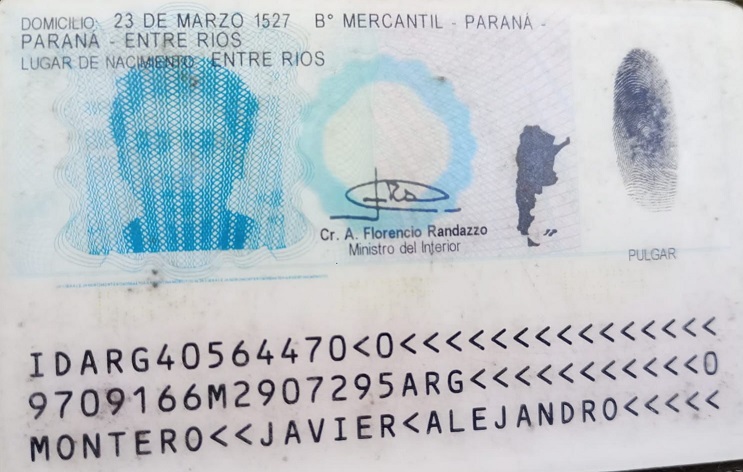 DOMICILIO: 23 DE MARZO 1527 B° MERCANTIL - PARANÁ -
PARANÁ - ENTRE RIOS
LUGAR DE NACIMIENTO: ENTRE RIOS
Cr. A. Florencio Randazzo
Ministro del Interior
PULGAR
IDARG40564470<0<<<<<<<<<<<<<<<
9709166M2907295ARG<<<<<<<<<<<0
MONTERO<<JAVIER<ALEJANDRO<<<<<